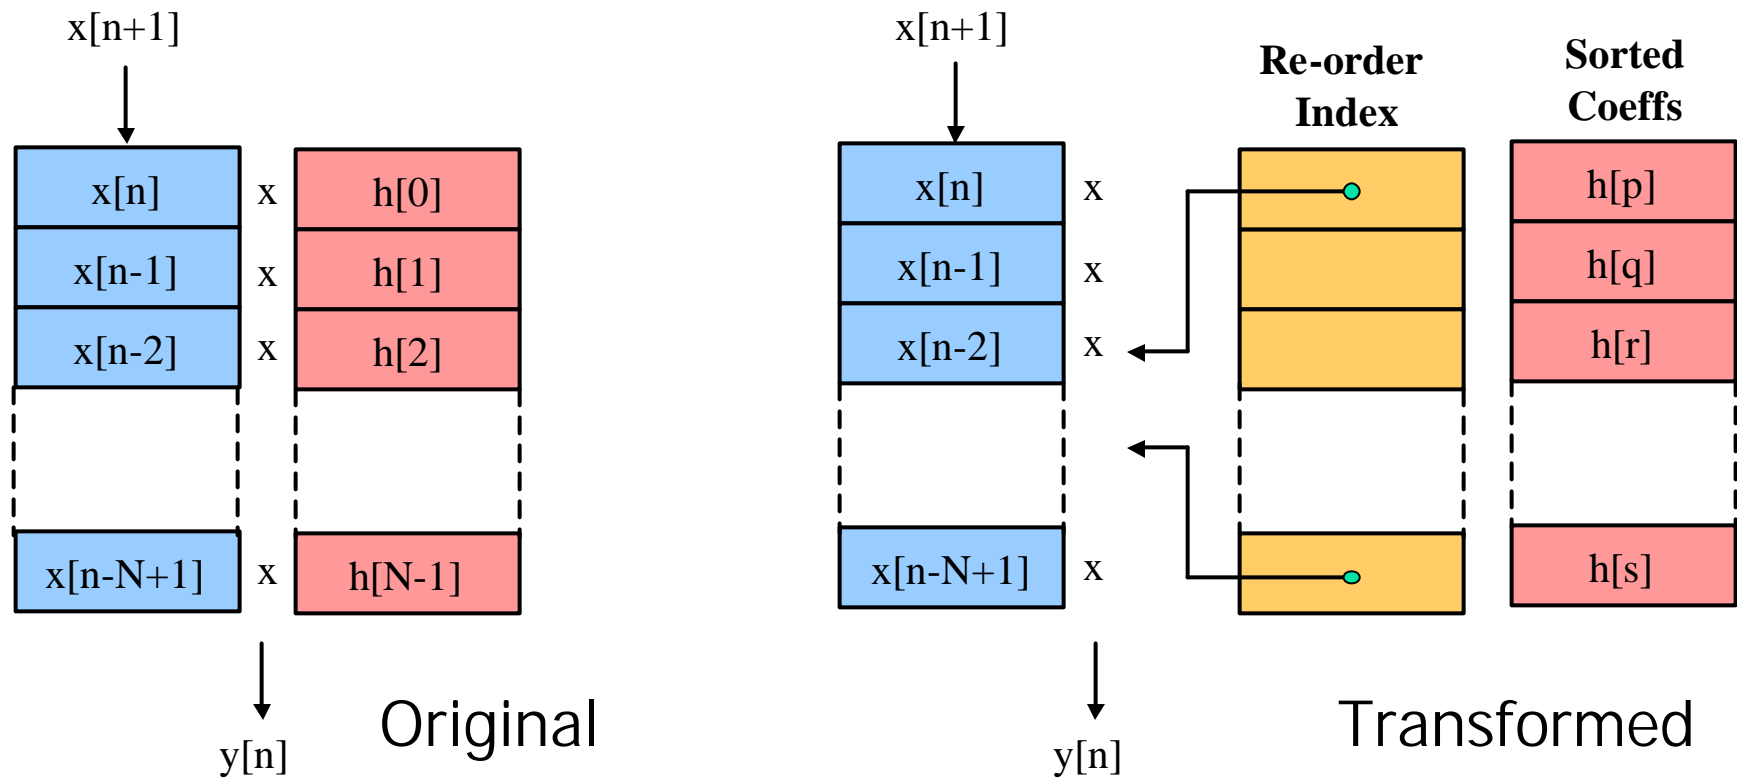 x[n+1]
x[n] x h[0]
x[n-1] x h[1]
x[n-2] x h[2]
x[n-N+1] x h[N-1]
y[n]
Original
x[n+1]
Re-order
Index
Sorted
Coeffs
x[n] x h[p]
x[n-1] x h[q]
x[n-2] x h[r]
x[n-N+1] x h[s]
y[n]
Transformed